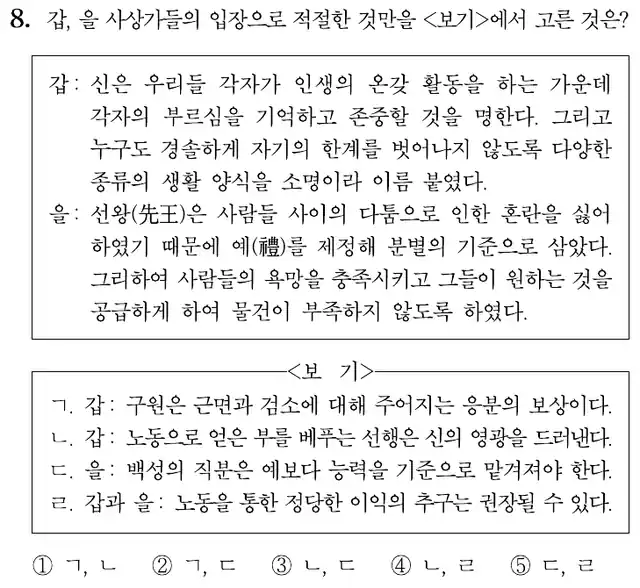 8. 갑, 을 사상가들의 입장으로 적절한 것만을 <보기>에서 고른 것은?
갑: 신은 우리들 각자가 인생의 온갖 활동을 하는 가운데
각자의 부르심을 기억하고 존중할 것을 명한다. 그리고
누구도 경솔하게 자기의 한계를 벗어나지 않도록 다양한
종류의 생활 양식을 소명이라 이름 붙였다.
을: 선왕(先王)은 사람들 사이의 다툼으로 인한 혼란을 싫어
하였기 때문에 예(禮)를 제정해 분별의 기준으로 삼았다.
그리하여 사람들의 욕망을 충족시키고 그들이 원하는 것을
공급하게 하여 물건이 부족하지 않도록 하였다.
<보 기>
ㄱ. 갑: 구원은 근면과 검소에 대해 주어지는 응분의 보상이다.
ㄴ. 갑: 노동으로 얻은 부를 베푸는 선행은 신의 영광을 드러낸다.
ㄷ. 을: 백성의 직분은 예보다 능력을 기준으로 맡겨져야 한다.
ㄹ. 갑과 을: 노동을 통한 정당한 이익의 추구는 권장될 수 있다.
① ㄱ, ㄴ ② ㄱ, ㄷ ③ ㄴ, ㄷ ④ ㄴ, ㄹ ⑤ ㄷ, ㄹ